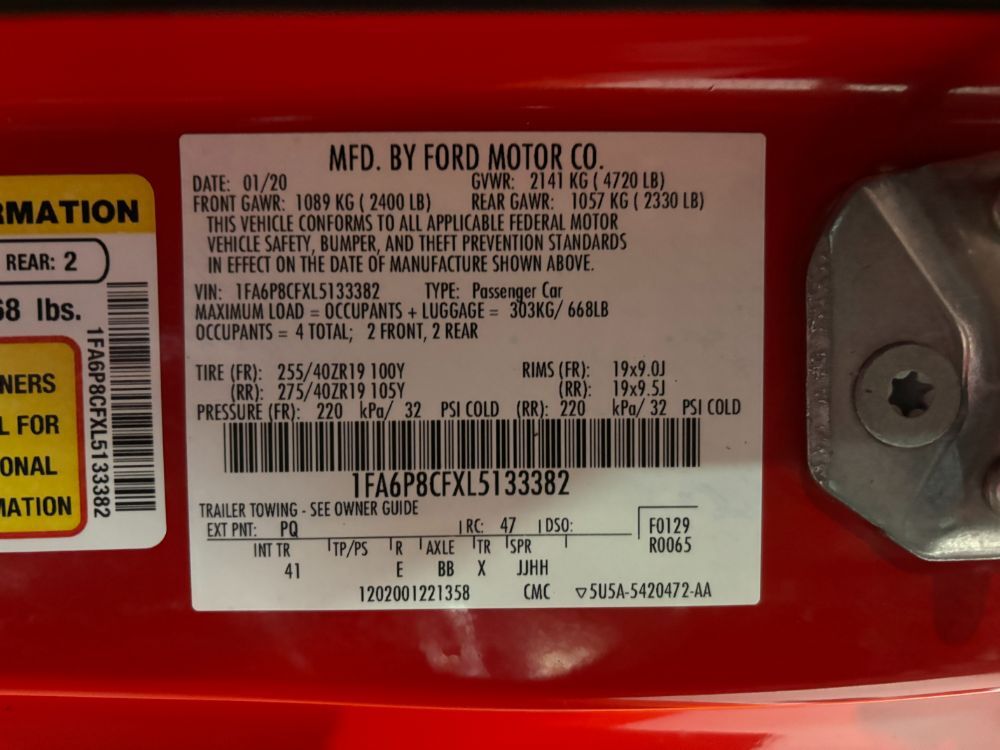 RMATION
REAR: 2
68 lbs.
NERS
L FOR
ONAL
MATION
1FA6P8CFXL5133382
MFD. BY FORD MOTOR CO.
DATE: 01/20 GVWR: 2141 KG ( 4720 LB)
FRONT GAWR: 1089 KG ( 2400 LB) REAR GAWR: 1057 KG ( 2330 LB)
THIS VEHICLE CONFORMS TO ALL APPLICABLE FEDERAL MOTOR
VEHICLE SAFETY, BUMPER, AND THEFT PREVENTION STANDARDS
IN EFFECT ON THE DATE OF MANUFACTURE SHOWN ABOVE.
VIN: 1FA6P8CFXL5133382 TYPE: Passenger Car
MAXIMUM LOAD = OCCUPANTS + LUGGAGE = 303KG/ 668LB
OCCUPANTS = 4 TOTAL; 2 FRONT, 2 REAR
TIRE (FR): 255/40ZR19 100Y RIMS (FR): 19x9.0J
(RR): 275/40ZR19 105Y (RR): 19x9.5J
PRESSURE (FR): 220 kPa/ 32 PSI COLD (RR): 220 kPa/ 32 PSI COLD
1FA6P8CFXL5133382
TRAILER TOWING - SEE OWNER GUIDE
EXT PNT: PQ RC: 47 DSO: F0129
R0065
INT TR TP/PS R AXLE TR SPR
41 E BB X JJHH
1202001221358 CMC ▽5U5A-5420472-AA